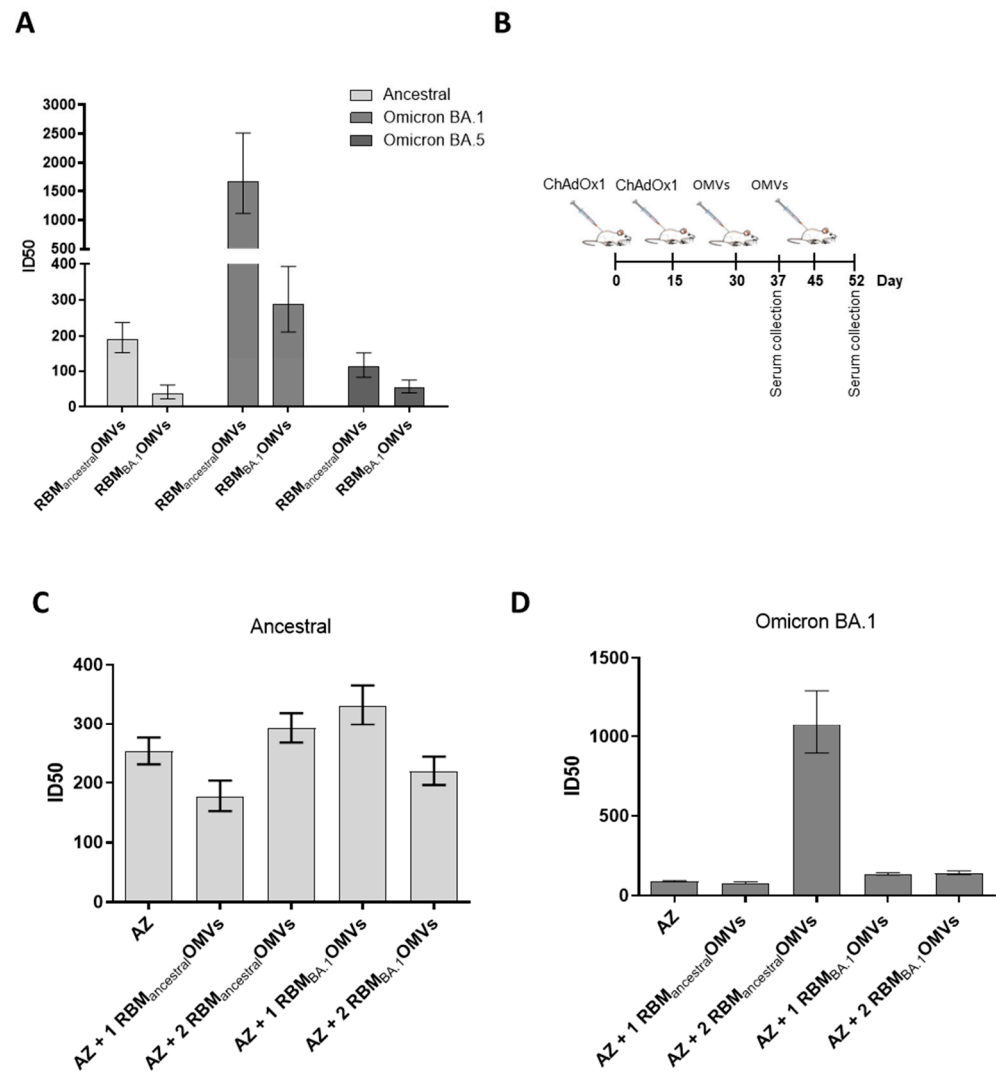 A
B
Ancestral
Omicron BA.1
Omicron BA.5
3000
2500
2000
1500
1000
500
400
300
200
100
0
ID50
RBMancestralOMVs
RBMBA.1OMVs
RBMancestralOMVs
RBMBA.1OMVs
RBMancestralOMVs
RBMBA.1OMVs
ChAdOx1 ChAdOx1 OMVs OMVs
0 15 30 37 45 52 Day
Serum collection
Serum collection
C
Ancestral
400
300
200
100
0
ID50
AZ
AZ + 1 RBMancestralOMVs
AZ + 2 RBMancestralOMVs
AZ + 1 RBMBA.1OMVs
AZ + 2 RBMBA.1OMVs
D
Omicron BA.1
1500
1000
500
0
ID50
AZ
AZ + 1 RBMancestralOMVs
AZ + 2 RBMancestralOMVs
AZ + 1 RBMBA.1OMVs
AZ + 2 RBMBA.1OMVs